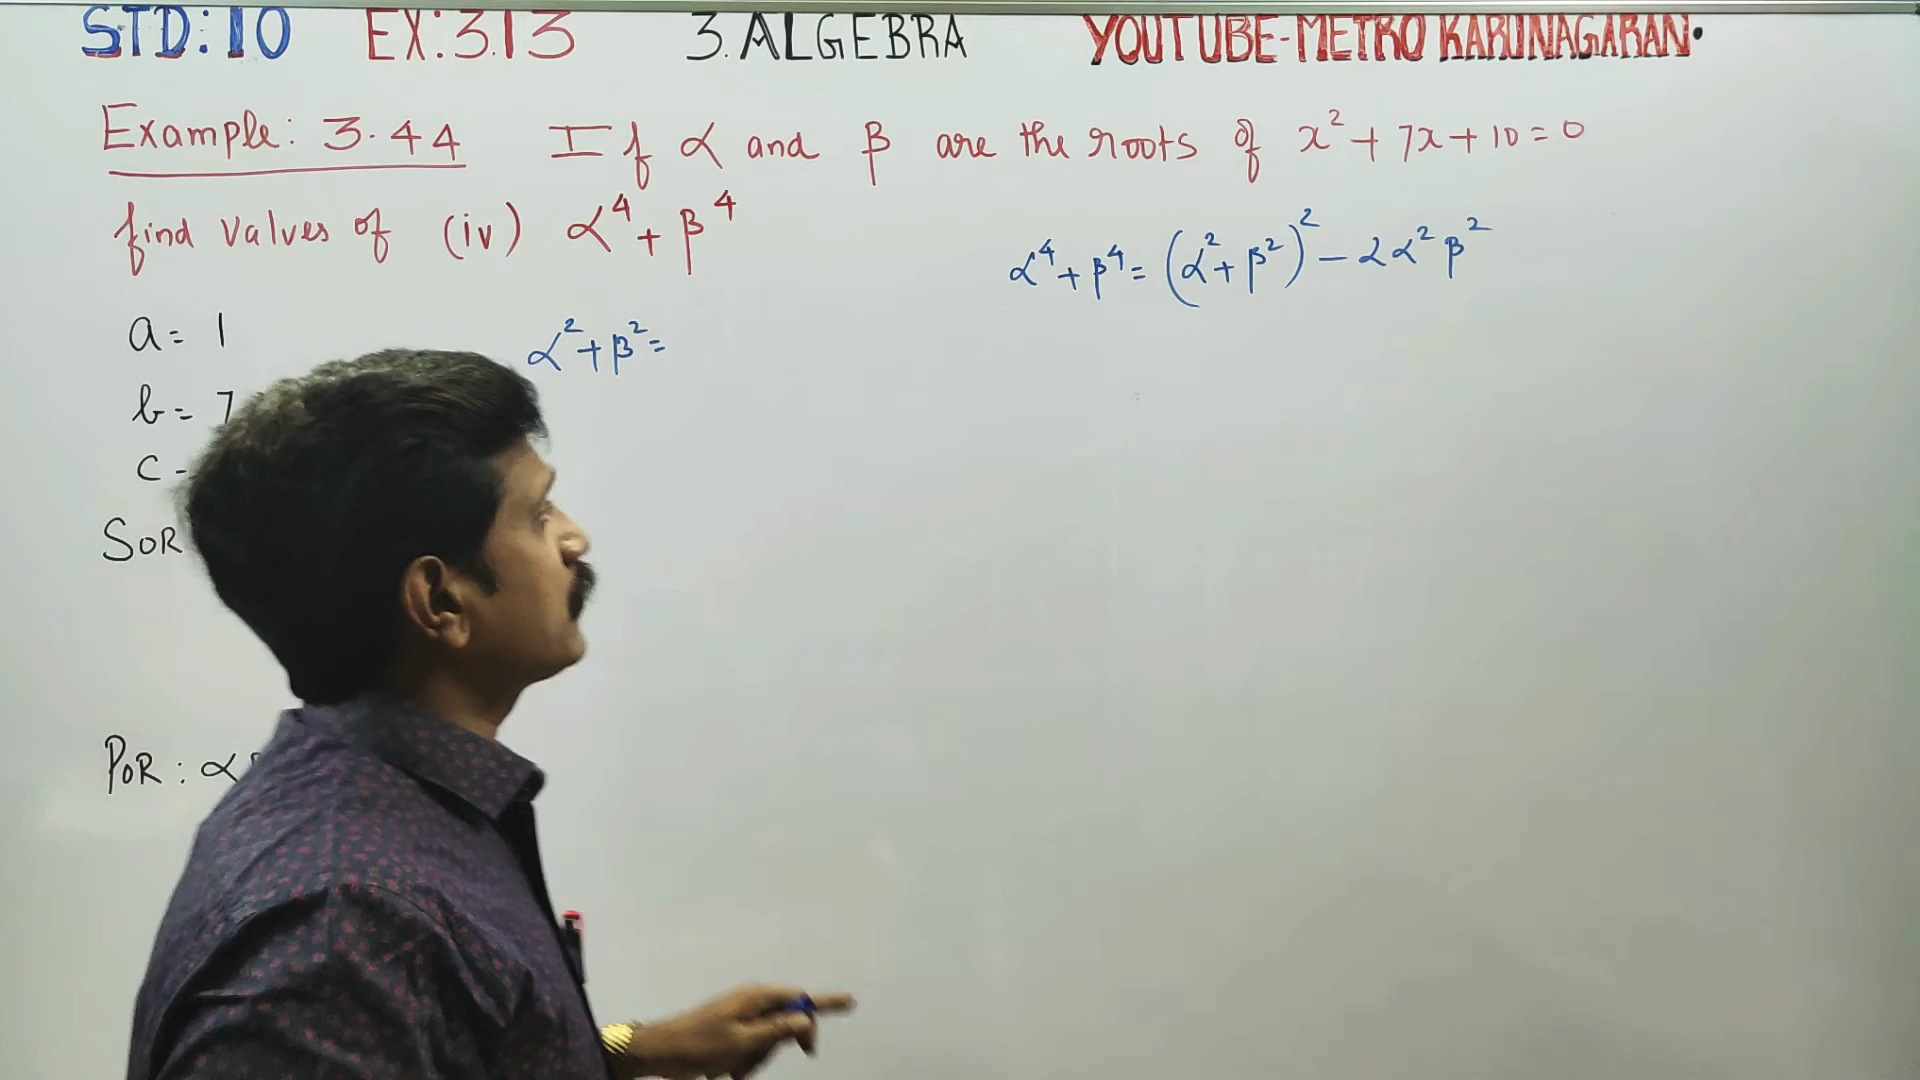 STD:10 EX:3.13 3.ALGEBRA YOUTUBE-METRO KARUNAGARAN.
Example: 3.44 If α and β are the roots of x²+7x+10=0
find values of (iv) α⁴+β⁴
α⁴+β⁴=(α²+β²)²-2α²β²
a= 1
α²+β²=
b= 7
c=
SOR
POR: α